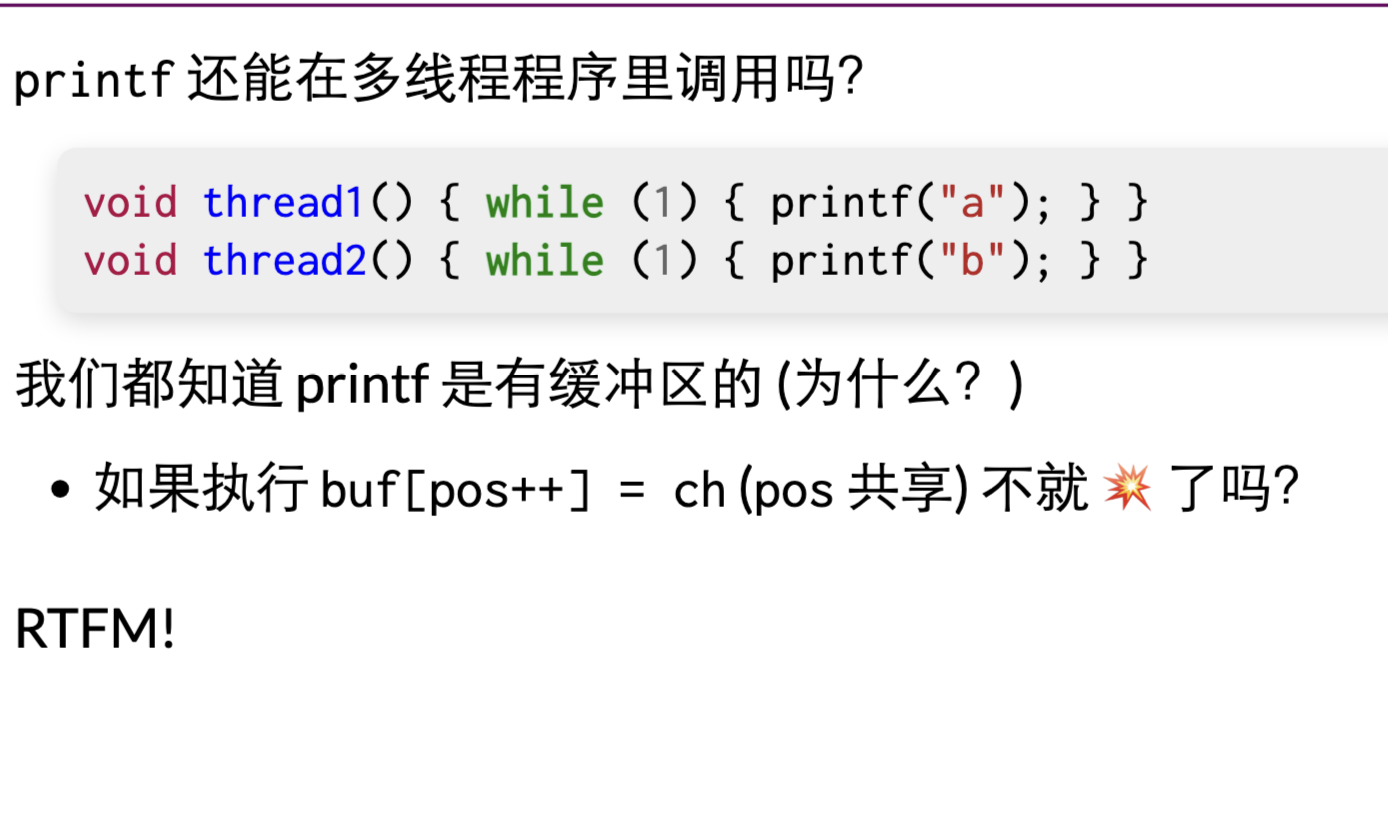 printf 还能在多线程程序里调用吗?
void thread1() { while (1) { printf("a"); } }
void thread2() { while (1) { printf("b"); } }
我们都知道 printf 是有缓冲区的 (为什么？)
• 如果执行 buf[pos++] = ch (pos 共享) 不就 💥 了吗?
RTFM!